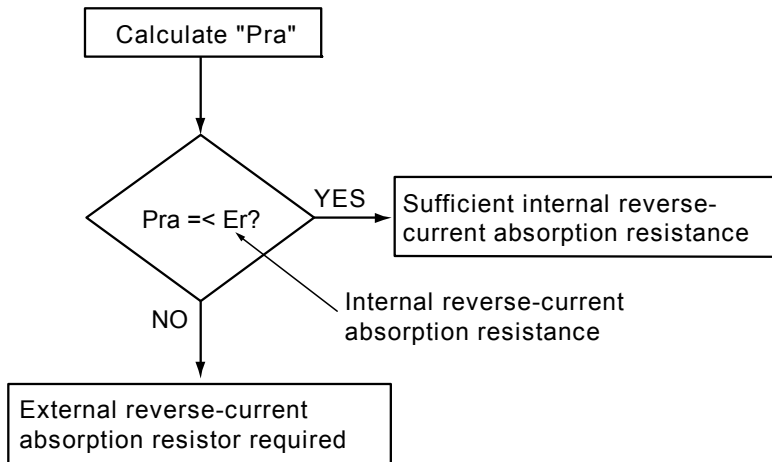 Calculate "Pra"
Pra =< Er?
YES
Sufficient internal reverse-
current absorption resistance
Internal reverse-current
absorption resistance
NO
External reverse-current
absorption resistor required